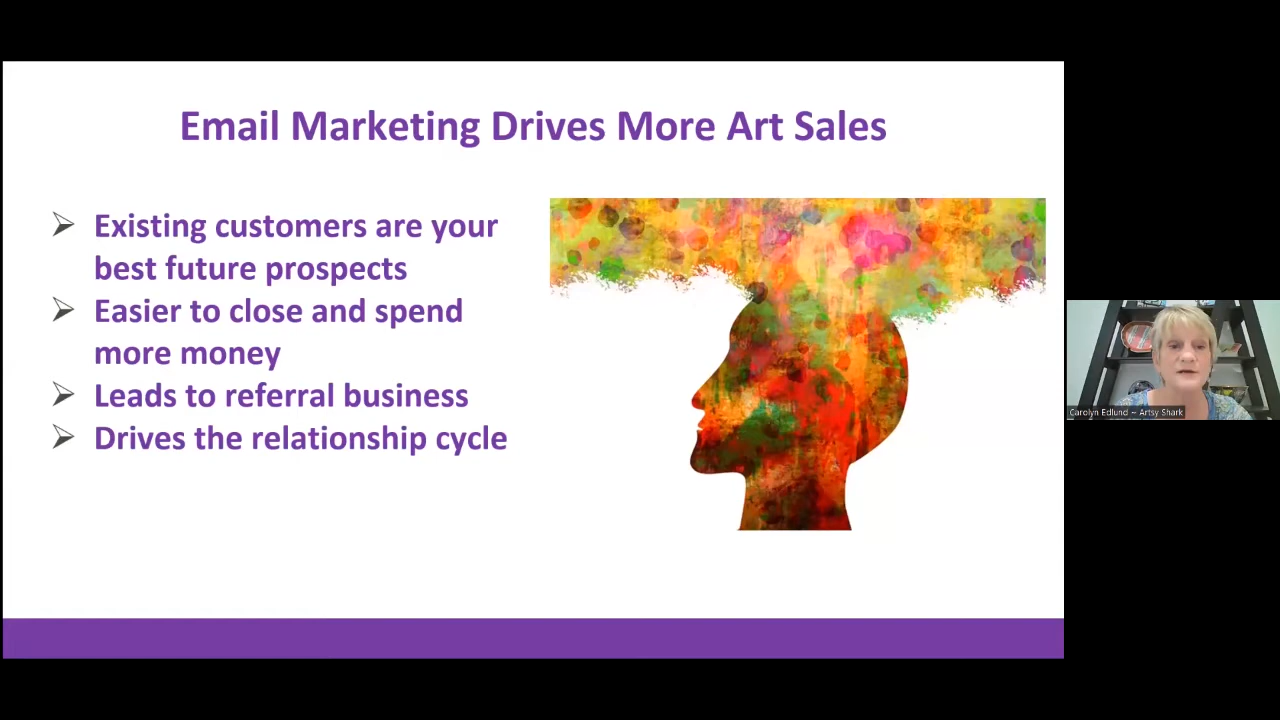 Email Marketing Drives More Art Sales
Existing customers are your
best future prospects
Easier to close and spend
more money
Leads to referral business
Drives the relationship cycle
Carolyn Edlund ~ Artsy Shark